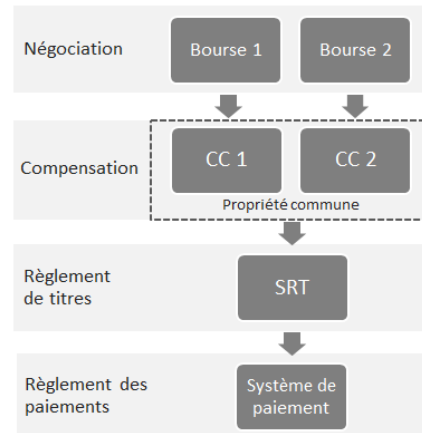 Négociation
Bourse 1
Bourse 2
Compensation
CC 1
CC 2
Propriété commune
Règlement
de titres
SRT
Règlement des
paiements
Système de
paiement